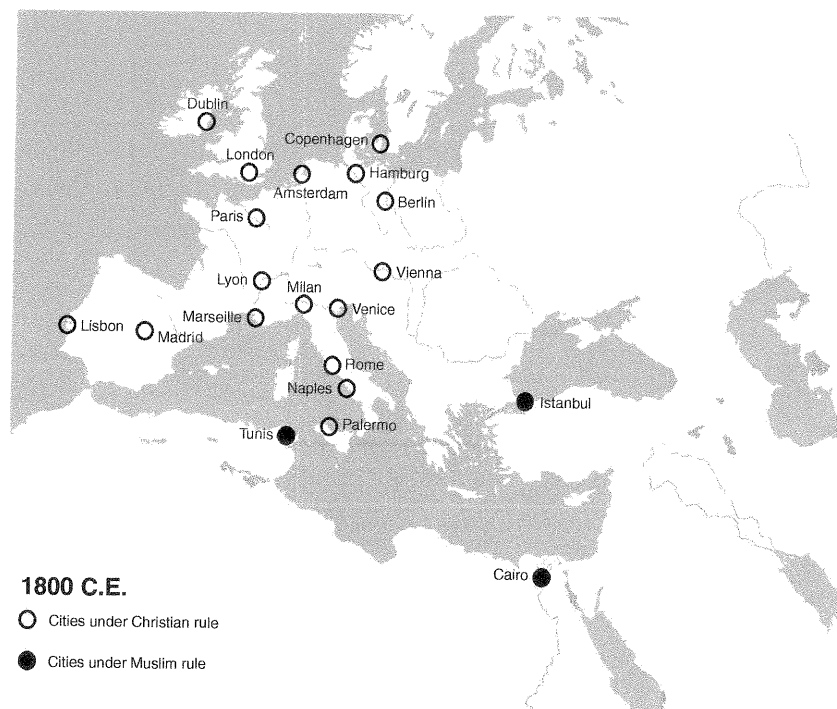 Dublin
Copenhagen
London
Hamburg
Amsterdam
Berlin
Paris
Vienna
Lyon
Milan
Marseille
Venice
Lisbon
Madrid
Rome
Naples
Istanbul
Tunis
Palermo
Cairo
1800 C.E.
Cities under Christian rule
Cities under Muslim rule